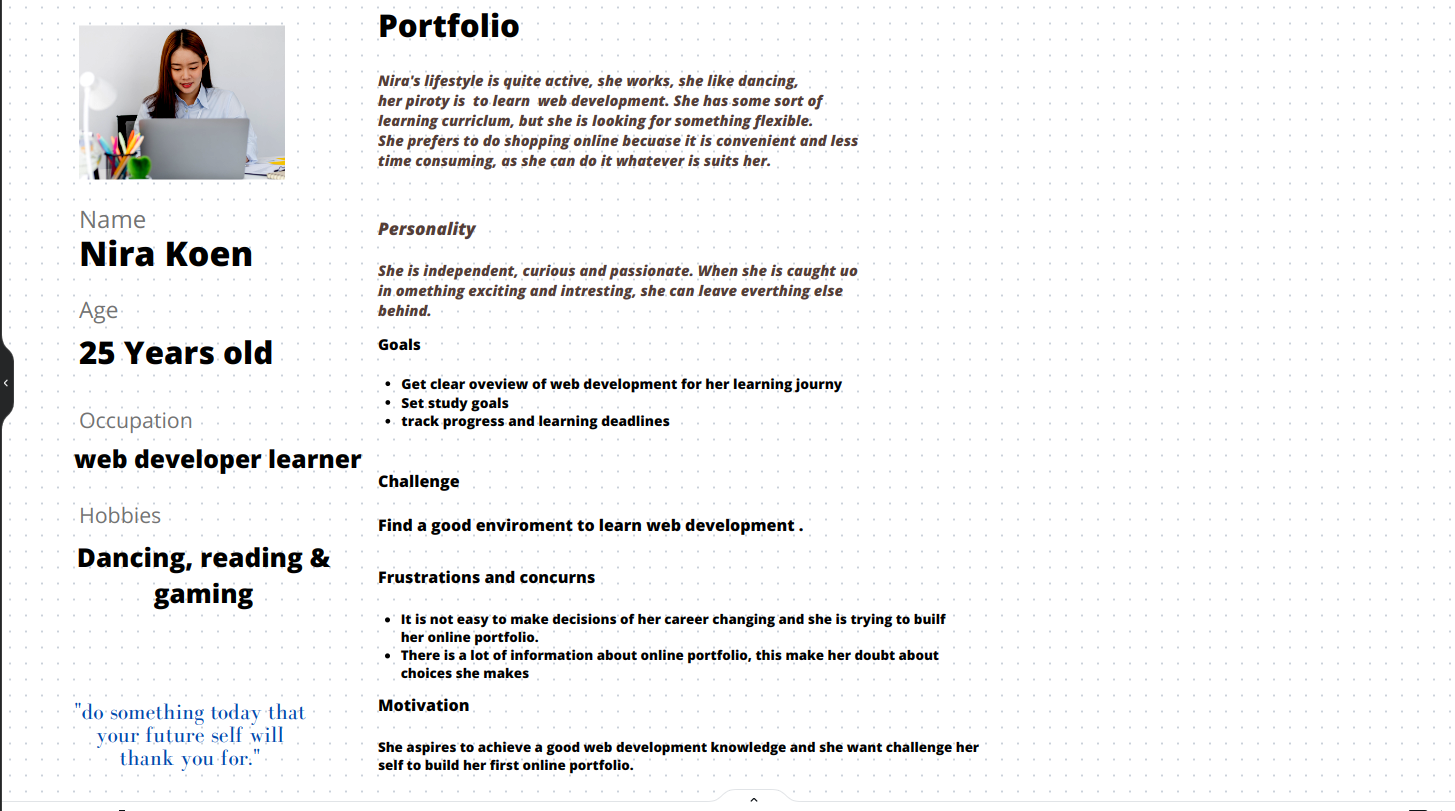 Portfolio
Nira's lifestyle is quite active, she works, she like dancing,
her piroty is to learn web development. She has some sort of
learning curriclum, but she is looking for something flexible.
She prefers to do shopping online becuase it is convenient and less
time consuming, as she can do it whatever is suits her.
Name
Nira Koen
Age
25 Years old
Occupation
web developer learner
Hobbies
Dancing, reading &
gaming
"do something today that
your future self will
thank you for."
Personality
She is independent, curious and passionate. When she is caught uo
in omething exciting and intresting, she can leave everthing else
behind.
Goals
• Get clear oveview of web development for her learning journy
• Set study goals
• track progress and learning deadlines
Challenge
Find a good enviroment to learn web development .
Frustrations and concurns
• It is not easy to make decisions of her career changing and she is trying to builf
her online portfolio.
• There is a lot of information about online portfolio, this make her doubt about
choices she makes
Motivation
She aspires to achieve a good web development knowledge and she want challenge her
self to build her first online portfolio.